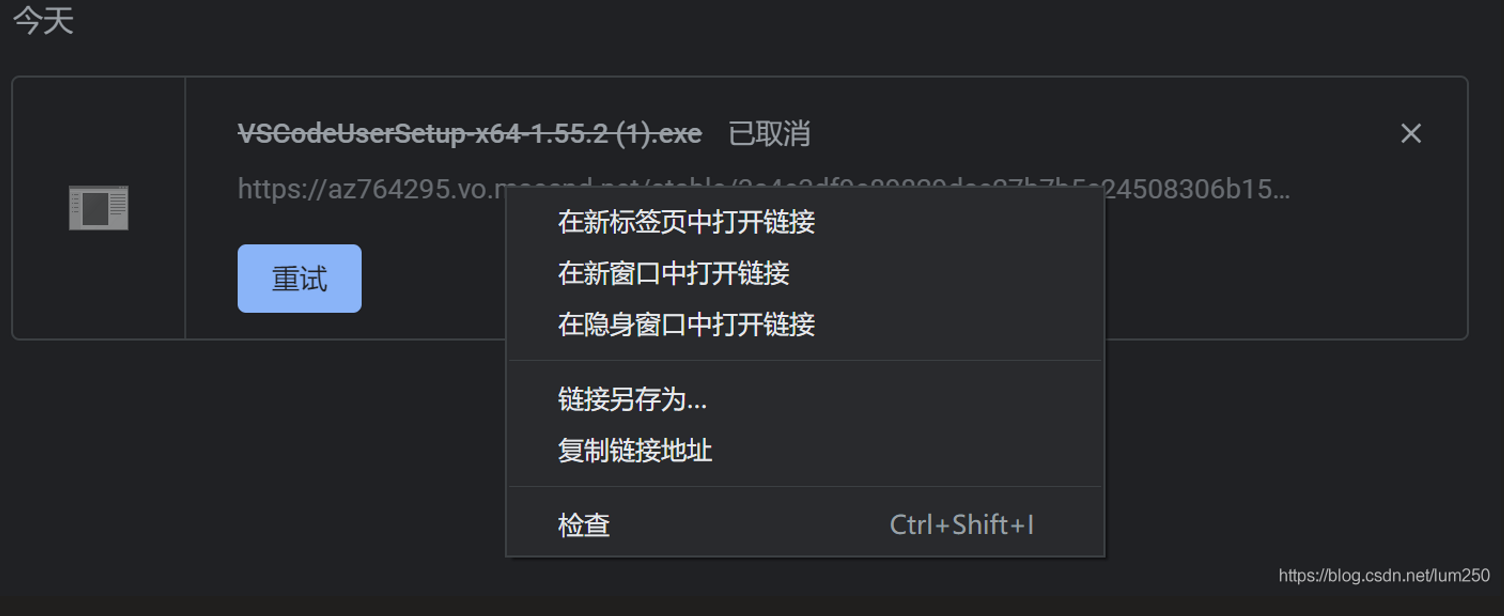 今天
VSCodeUserSetup-x64-1.55.2 (1).exe 已取消
https://az764295.vo. 24508306b15...
在新标签页中打开链接
重试
在新窗口中打开链接
在隐身窗口中打开链接
链接另存为...
复制链接地址
检查 Ctrl+Shift+I
https://blog.csdn.net/lum250